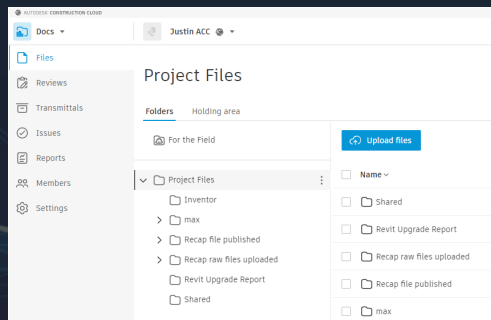 AUTODESK CONSTRUCTION CLOUD
Docs
Justin ACC
Files
Reviews
Transmittals
Issues
Reports
Members
Settings
Project Files
Folders Holding area
For the Field
Project Files
Inventor
max
Recap file published
Recap raw files uploaded
Revit Upgrade Report
Shared
Upload files
Name
Shared
Revit Upgrade Report
Recap raw files uploaded
Recap file published
max